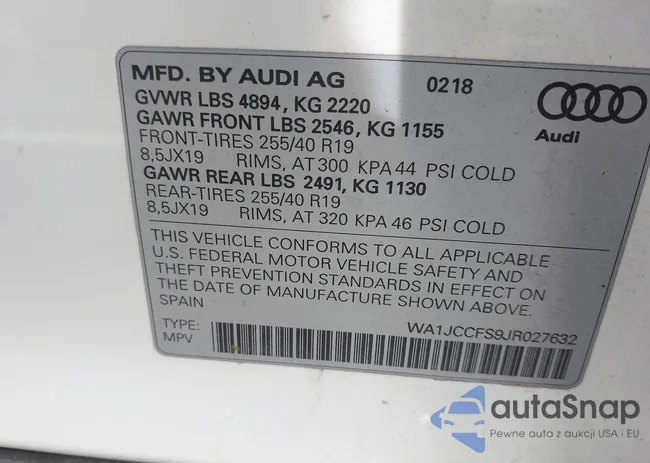 MFD. BY AUDI AG 0218
GVWR LBS 4894, KG 2220
GAWR FRONT LBS 2546, KG 1155
FRONT-TIRES 255/40 R19
8,5JX19 RIMS, AT 300 KPA 44 PSI COLD
GAWR REAR LBS 2491, KG 1130
REAR-TIRES 255/40 R19
8,5JX19 RIMS, AT 320 KPA 46 PSI COLD
Audi
THIS VEHICLE CONFORMS TO ALL APPLICABLE
U.S. FEDERAL MOTOR VEHICLE SAFETY AND
THEFT PREVENTION STANDARDS IN EFFECT ON
THE DATE OF MANUFACTURE SHOWN ABOVE.
SPAIN
WA1JCCFS9JR027632
TYPE:
MPV
autaSnap
Pewne auta z aukcji USA i EU